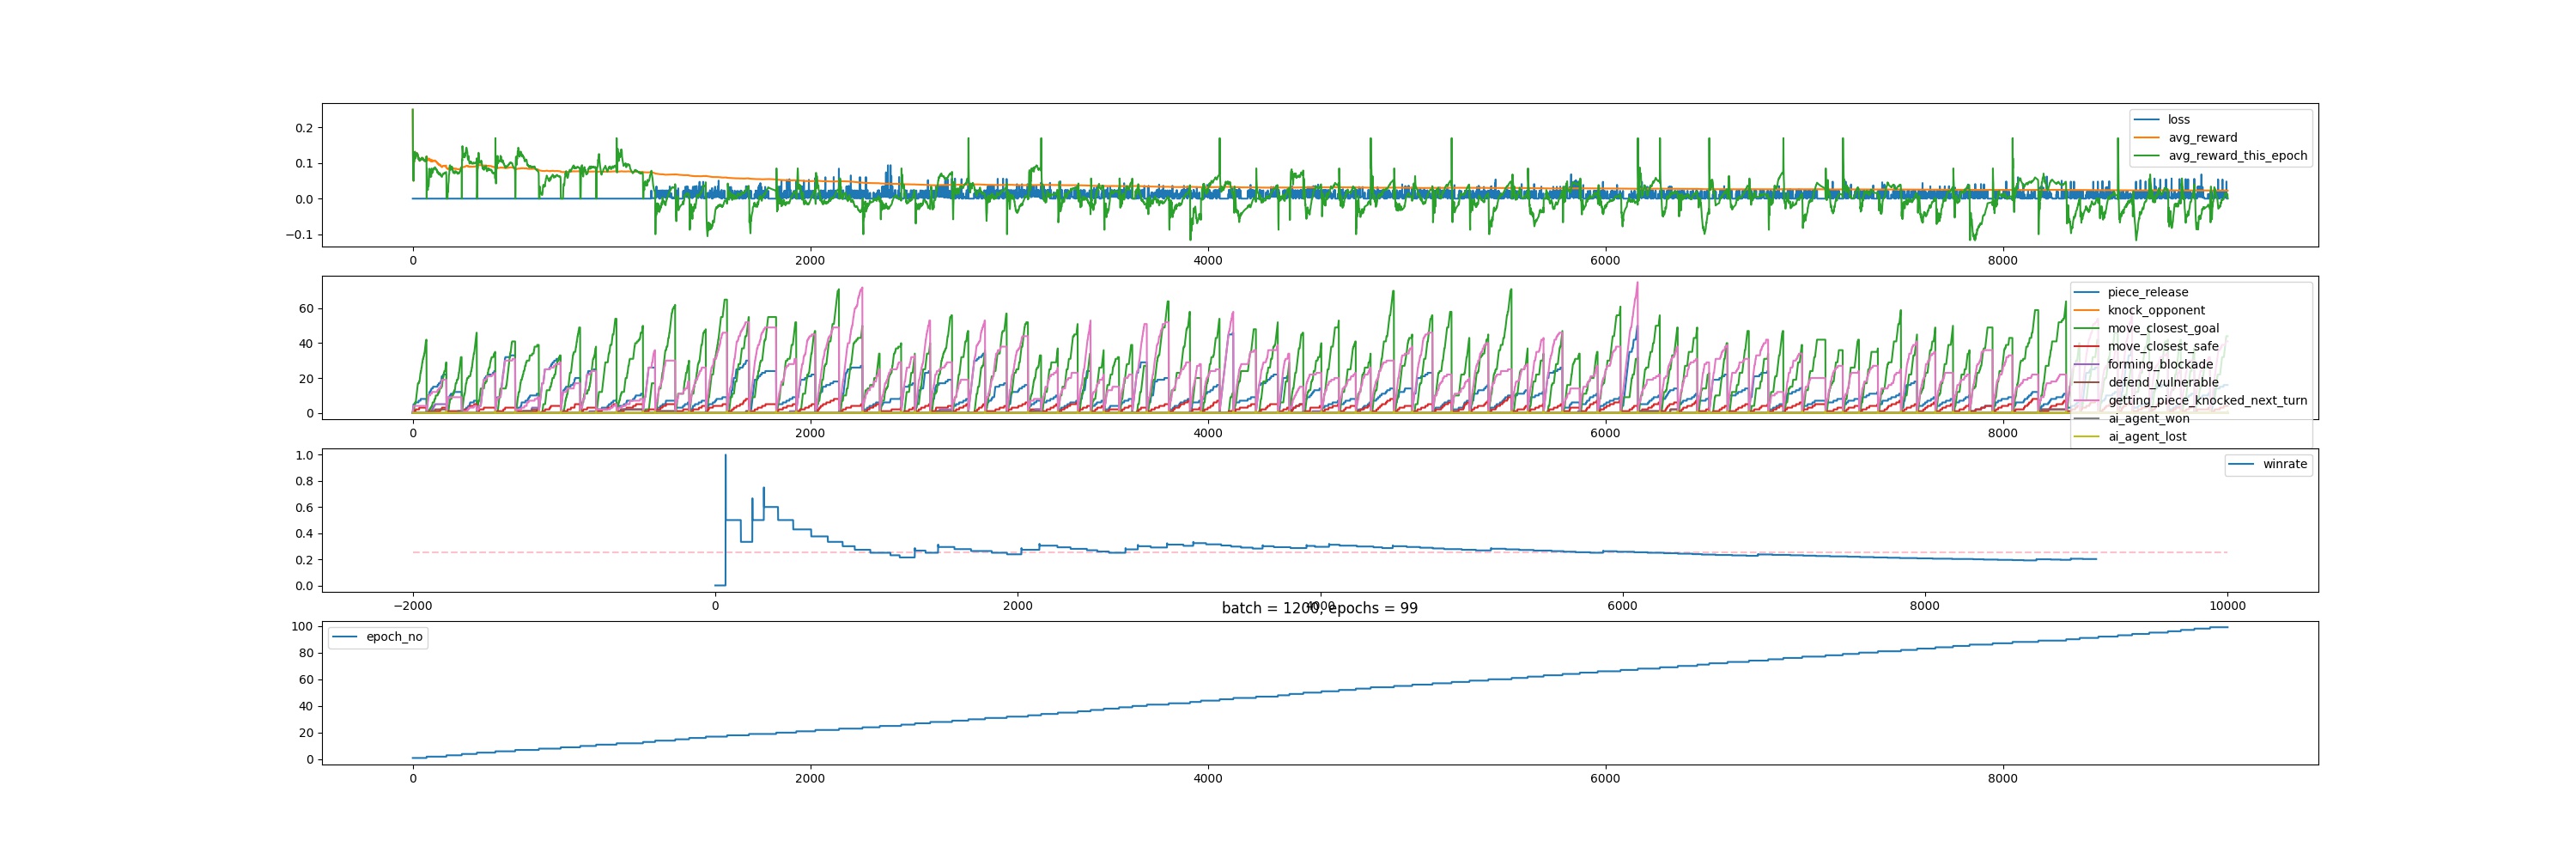 0.2
0.1
0.0
−0.1
loss
avg_reward
avg_reward_this_epoch
0 2000 4000 6000 8000
60
40
20
0
piece_release
knock_opponent
move_closest_goal
move_closest_safe
forming_blockade
defend_vulnerable
getting_piece_knocked_next_turn
ai_agent_won
ai_agent_lost
0 2000 4000 6000 8000
1.0
0.8
0.6
0.4
0.2
0.0
winrate
−2000 0 2000 4000 6000 8000 10000
batch = 1200, epochs = 99
100
80
60
40
20
0
epoch_no
0 2000 4000 6000 8000